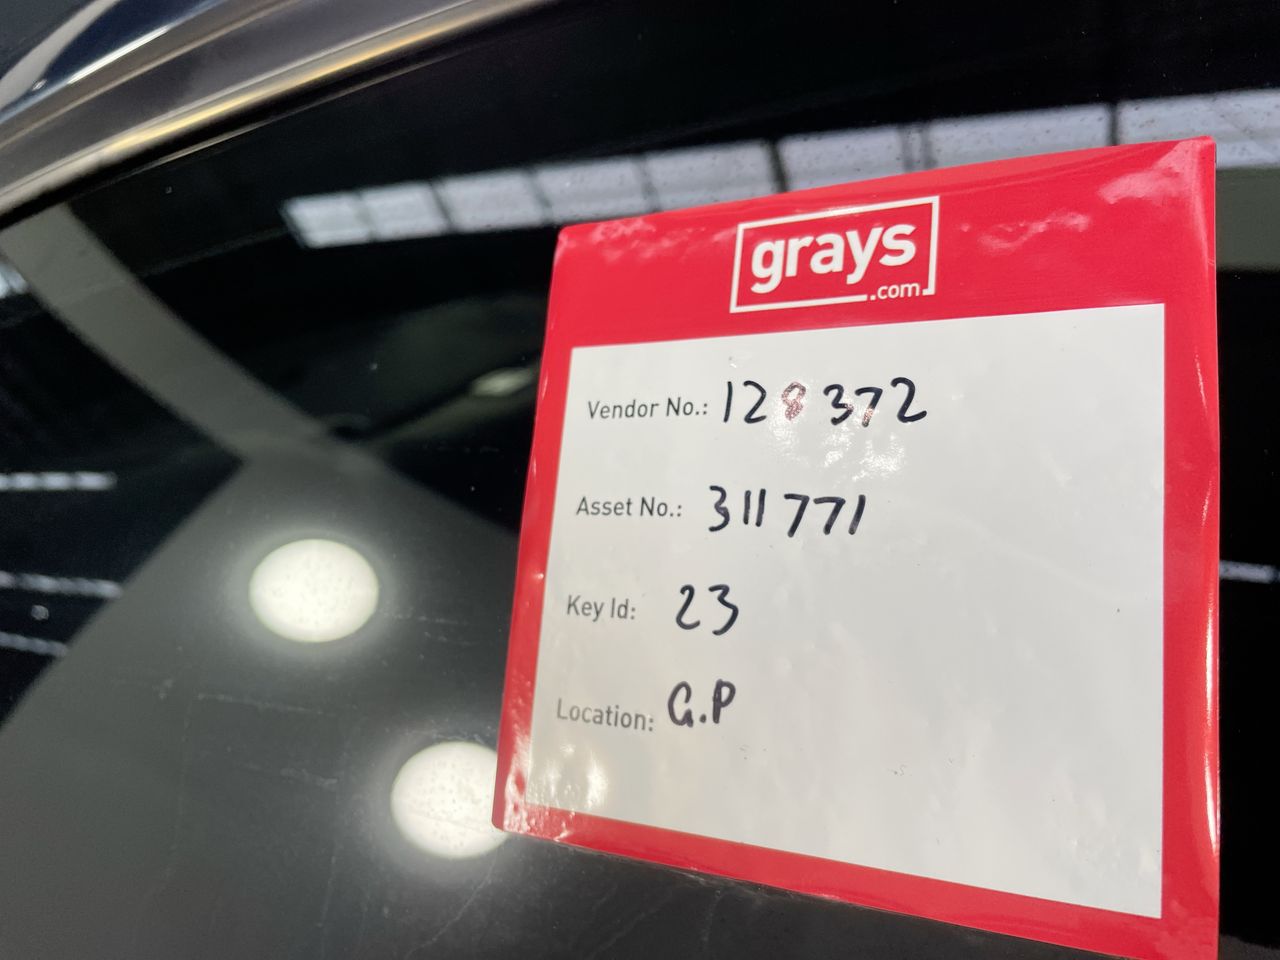 grays
.com
Vendor No.: 128372
Asset No.: 311771
Key Id: 23
Location: G.P